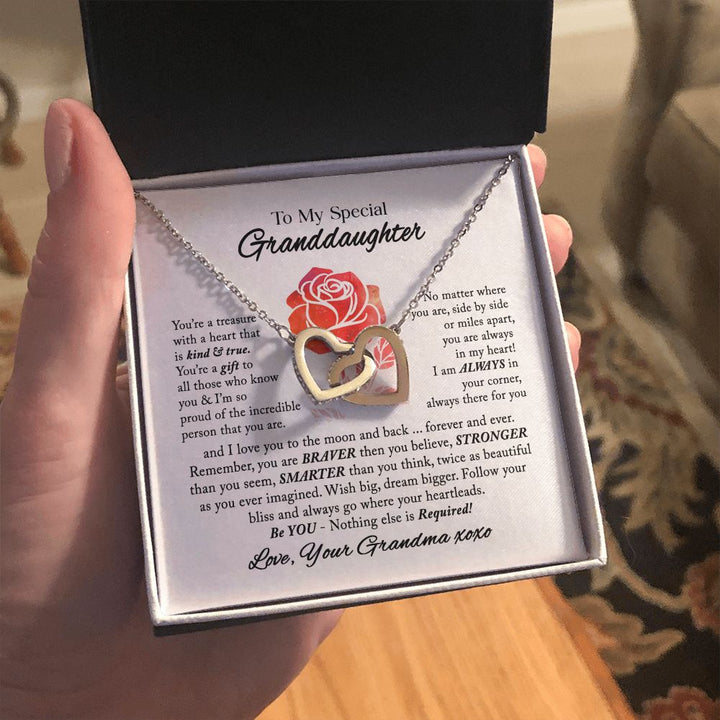 To My Special
Granddaughter
You're a treasure
with a heart that
is kind & true.
You're a gift to
all those who know
you & I'm so
proud of the incredible
person that you are.
No matter where
you are, side by side
or miles apart,
you are always
in my heart!
I am ALWAYS in
your corner,
always there for you
and I love you to the moon and back ... forever and ever.
Remember, you are BRAVER then you believe, STRONGER
than you seem, SMARTER than you think, twice as beautiful
as you ever imagined. Wish big, dream bigger. Follow your
bliss and always go where your heartleads.
Be YOU - Nothing else is Required!
Love, Your Grandma xoxo